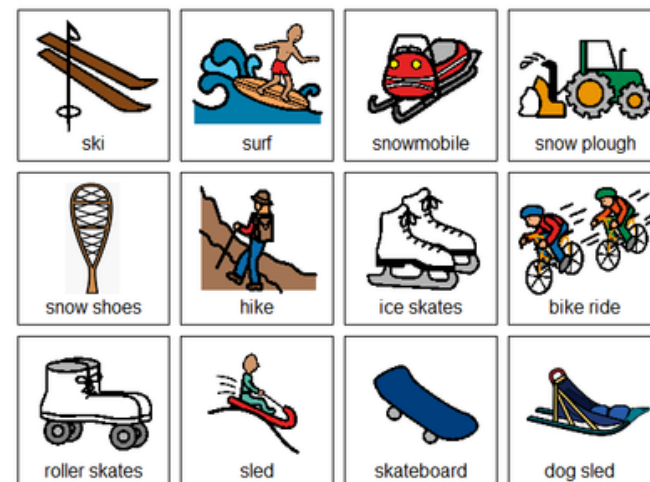 ski
surf
snowmobile
snow plough
snow shoes
hike
ice skates
bike ride
roller skates
sled
skateboard
dog sled